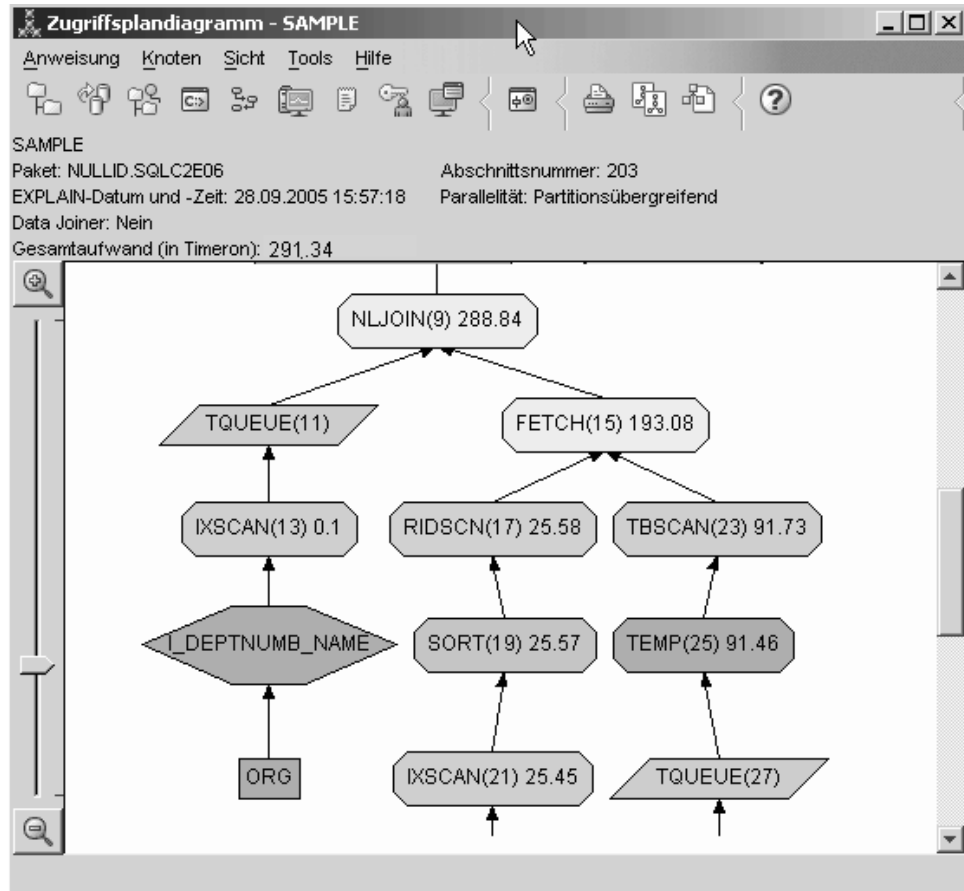 Zugriffsplandiagramm - SAMPLE
Anweisung Knoten Sicht Tools Hilfe
SAMPLE
Paket: NULLID.SQLC2E06 Abschnittsnummer: 203
EXPLAIN-Datum und -Zeit: 28.09.2005 15:57:18 Parallelität: Partitionsübergreifend
Data Joiner: Nein
Gesamtaufwand (in Timeron): 291.34
NLJOIN(9) 288.84
TQUEUE(11)
FETCH(15) 193.08
IXSCAN(13) 0.1
RIDSCN(17) 25.58
TBSCAN(23) 91.73
I_DEPTNUMB_NAME
SORT(19) 25.57
TEMP(25) 91.46
ORG
IXSCAN(21) 25.45
TQUEUE(27)